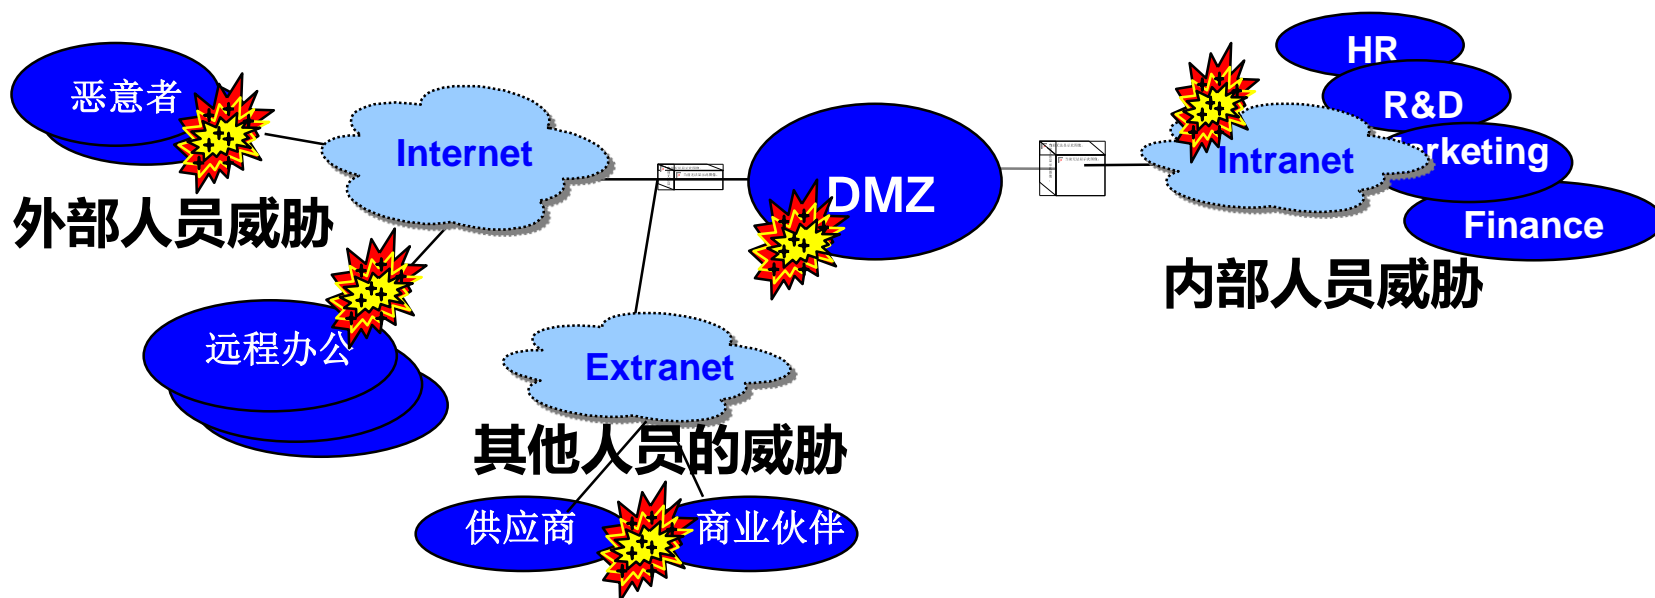 恶意者
Internet
外部人员威胁
远程办公
Extranet
其他人员的威胁
供应商
商业伙伴
DMZ
HR
R&D
Intranet
Finance
内部人员威胁